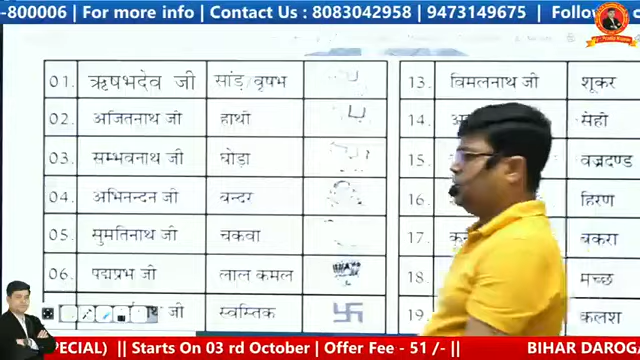 -800006 | For more info | Contact Us : 8083042958 | 9473149675 | Follow
01. ऋषभदेव जी सांड/वृषभ
02. अजितनाथ जी हाथी
03. सम्भवनाथ जी घोड़ा
04. अभिनन्दन जी बन्दर
05. सुमतिनाथ जी चकवा
06. पद्मप्रभ जी लाल कमल
जी स्वस्तिक
13. विमलनाथ जी शूकर
14. सेही
15. वज्रदण्ड
16. हिरण
17. बकरा
18. मच्छ
19. कलश
PECIAL) || Starts On 03 rd October | Offer Fee - 51 /- || BIHAR DAROGA